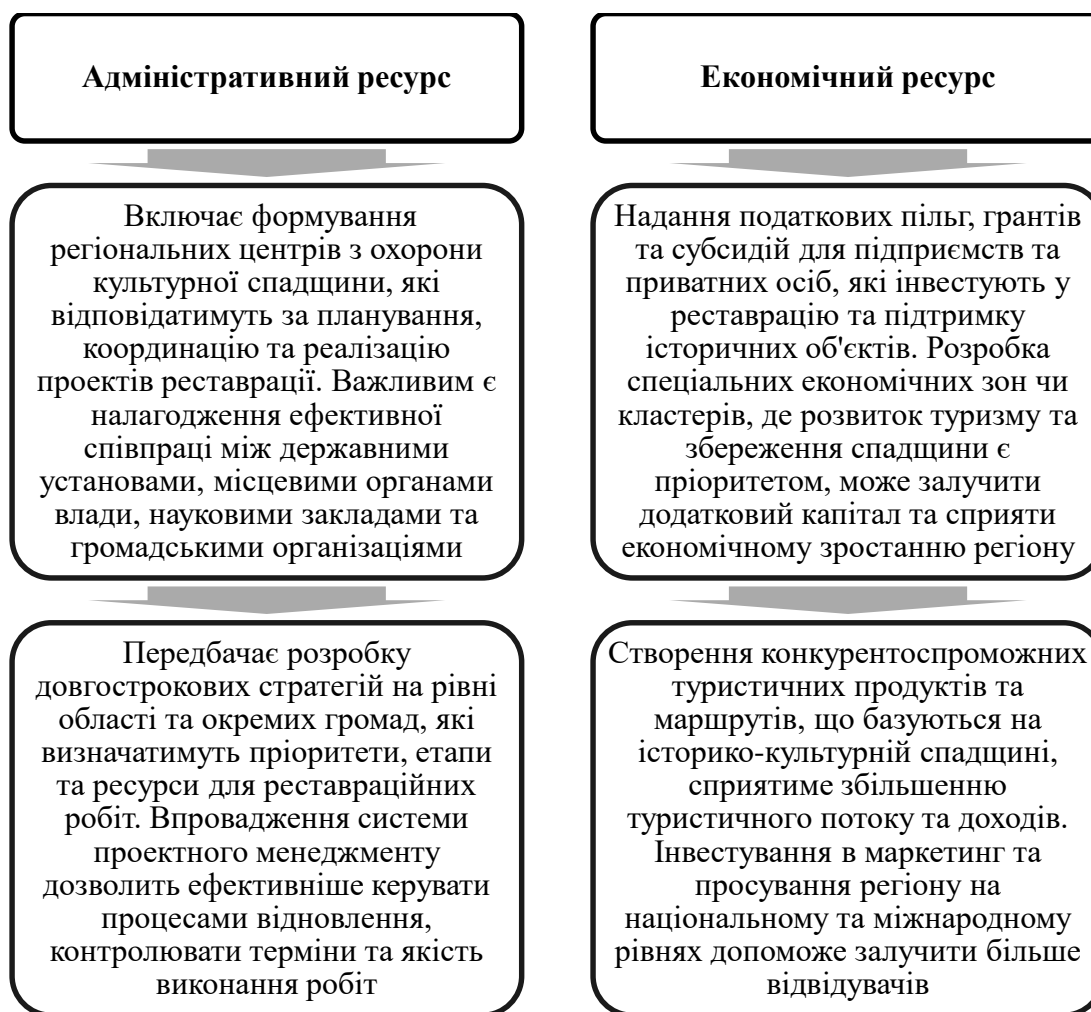 Адміністративний ресурс
Включає формування
регіональних центрів з охорони
культурної спадщини, які
відповідатимуть за планування,
координацію та реалізацію
проектів реставрації. Важливим є
налагодження ефективної
співпраці між державними
установами, місцевими органами
влади, науковими закладами та
громадськими організаціями
Передбачає розробку
довгострокових стратегій на рівні
області та окремих громад, які
визначатимуть пріоритети, етапи
та ресурси для реставраційних
робіт. Впровадження системи
проектного менеджменту
дозволить ефективніше керувати
процесами відновлення,
контролювати терміни та якість
виконання робіт
Економічний ресурс
Надання податкових пільг, грантів
та субсидій для підприємств та
приватних осіб, які інвестують у
реставрацію та підтримку
історичних об'єктів. Розробка
спеціальних економічних зон чи
кластерів, де розвиток туризму та
збереження спадщини є
пріоритетом, може залучити
додатковий капітал та сприяти
економічному зростанню регіону
Створення конкурентоспроможних
туристичних продуктів та
маршрутів, що базуються на
історико-культурній спадщині,
сприятиме збільшенню
туристичного потоку та доходів.
Інвестування в маркетинг та
просування регіону на
національному та міжнародному
рівнях допоможе залучити більше
відвідувачів